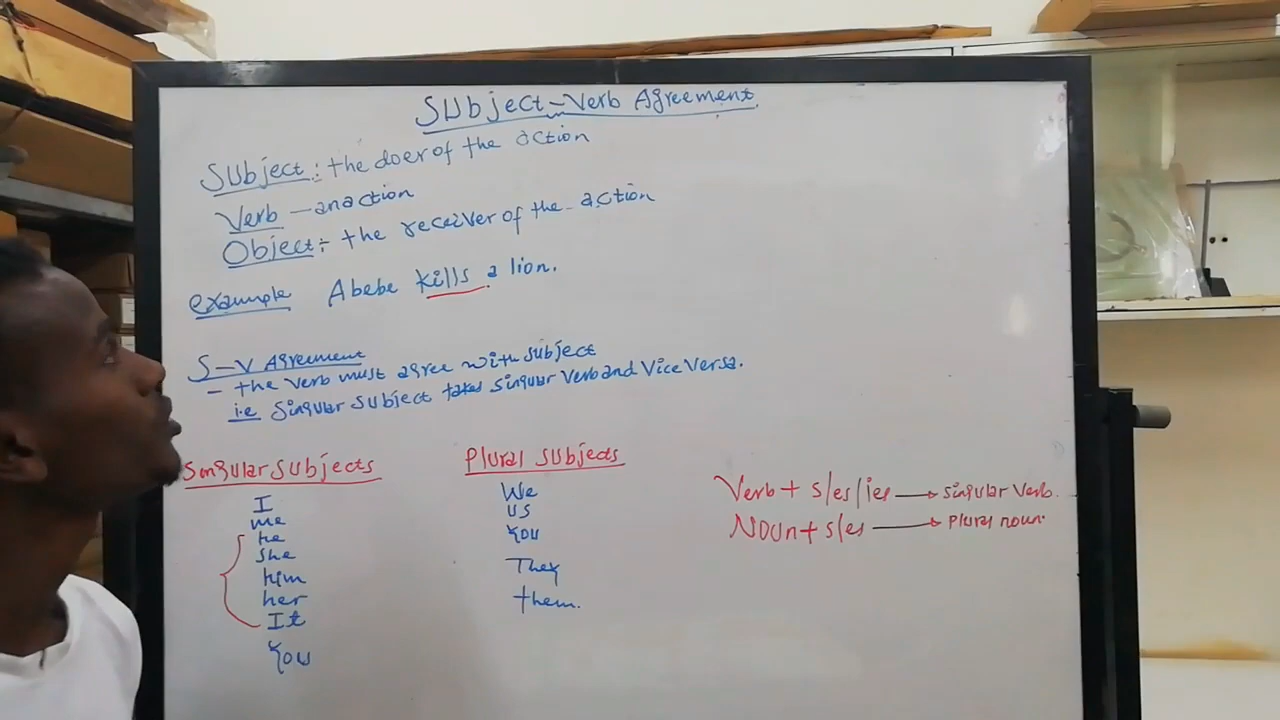 Subject-Verb Agreement
Subject: the doer of the action
Verb - an action
Object: the receiver of the action
example Abebe kills a lion.
S-V Agreement
- the verb must agree with subject
i.e singular subject takes singular verb and vice versa.
Singular subjects
I
me
he
she
him
her
It
you
Plural subjects
We
us
you
They
them.
Verb + s/es/ies → singular verb.
Noun + s/es → plural noun.